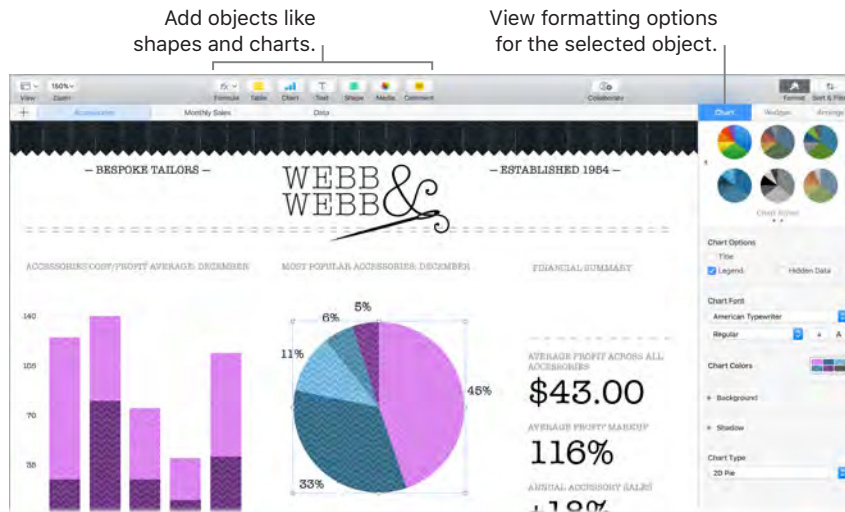 Add objects like
shapes and charts.
View formatting options
for the selected object.
150%
View
Zoom
Formula
Table
Chart
Text
Shape
Media
Comment
Collaborate
Format
Sort & Filter
Accessories
Monthly Sales
Data
Chart
Wedges
Arrange
– BESPOKE TAILORS –
WEBB &
WEBB
– ESTABLISHED 1954 –
Chart Styles
ACCESSORIES COST/PROFIT AVERAGE: DECEMBER
MOST POPULAR ACCESSORIES: DECEMBER
FINANCIAL SUMMARY
Chart Options
Title
Legend
Hidden Data
Chart Font
American Typewriter
Regular
A
A
Chart Colors
Background
Shadow
Chart Type
2D Pie
140
105
70
35
5%
6%
11%
45%
33%
AVERAGE PROFIT ACROSS ALL
ACCESSORIES
$43.00
AVERAGE PROFIT MARKUP
116%
ANNUAL ACCESSORY SALES
+18%